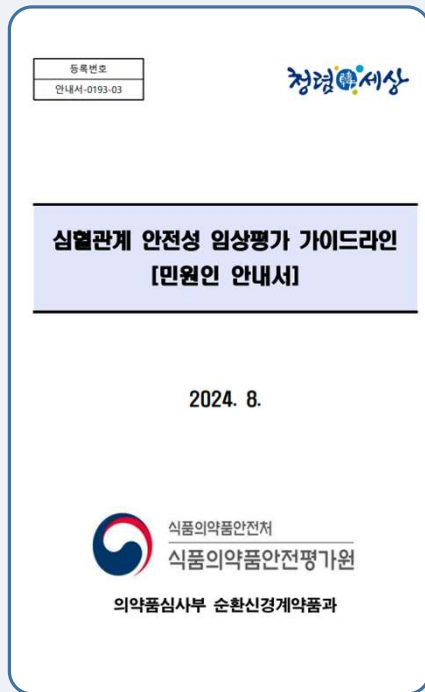 등록번호
안내서-0193-03
청렴韓세상
심혈관계 안전성 임상평가 가이드라인
[민원인 안내서]
2024. 8.
식품의약품안전처
식품의약품안전평가원
의약품심사부 순환신경계약품과